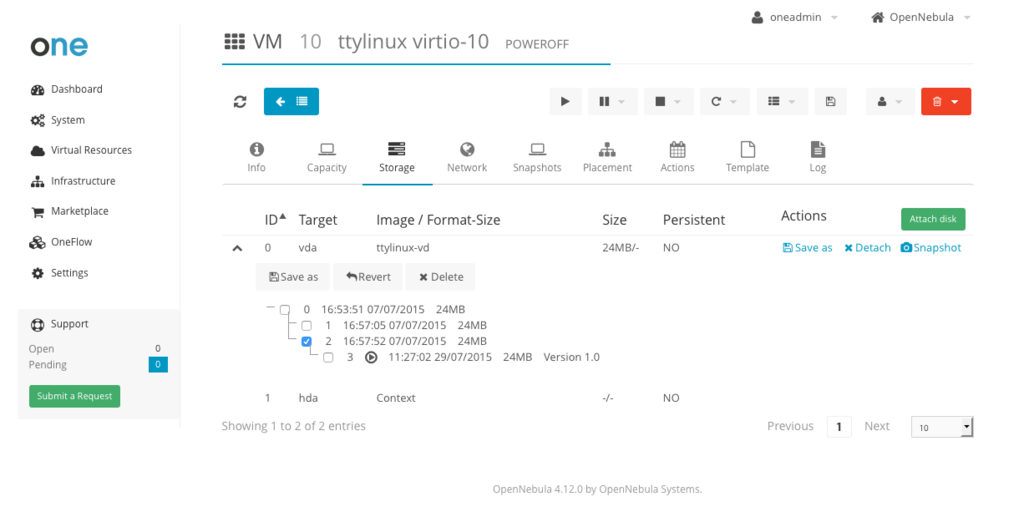 oneadmin OpenNebula
one
VM 10 ttylinux virtio-10 POWEROFF
Dashboard
System
Virtual Resources
Infrastructure
Marketplace
OneFlow
Settings
Support
Open 0
Pending 0
Submit a Request
Info Capacity Storage Network Snapshots Placement Actions Template Log
ID Target Image / Format-Size Size Persistent Actions Attach disk
0 vda ttylinux-vd 24MB/- NO Save as Detach Snapshot
Save as Revert Delete
0 16:53:51 07/07/2015 24MB
1 16:57:05 07/07/2015 24MB
2 16:57:52 07/07/2015 24MB
3 11:27:02 29/07/2015 24MB Version 1.0
1 hda Context -/- NO
Showing 1 to 2 of 2 entries Previous 1 Next 10
OpenNebula 4.12.0 by OpenNebula Systems.